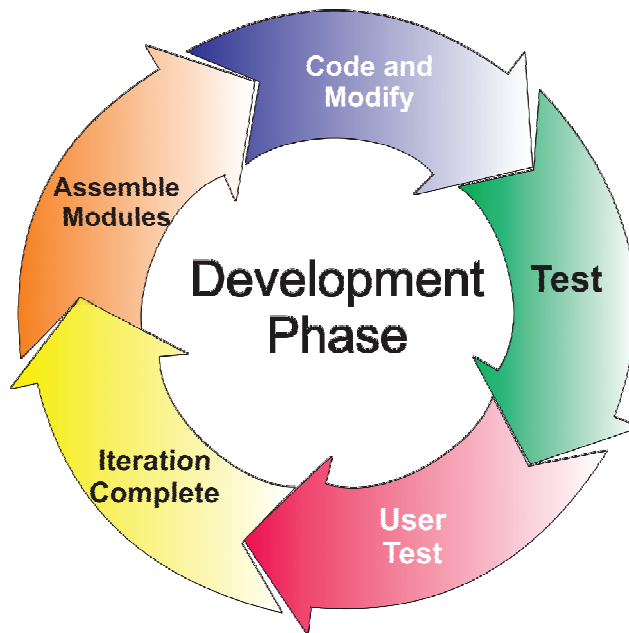 Code and
Modify
Assemble
Modules
Development
Phase
Test
Iteration
Complete
User
Test